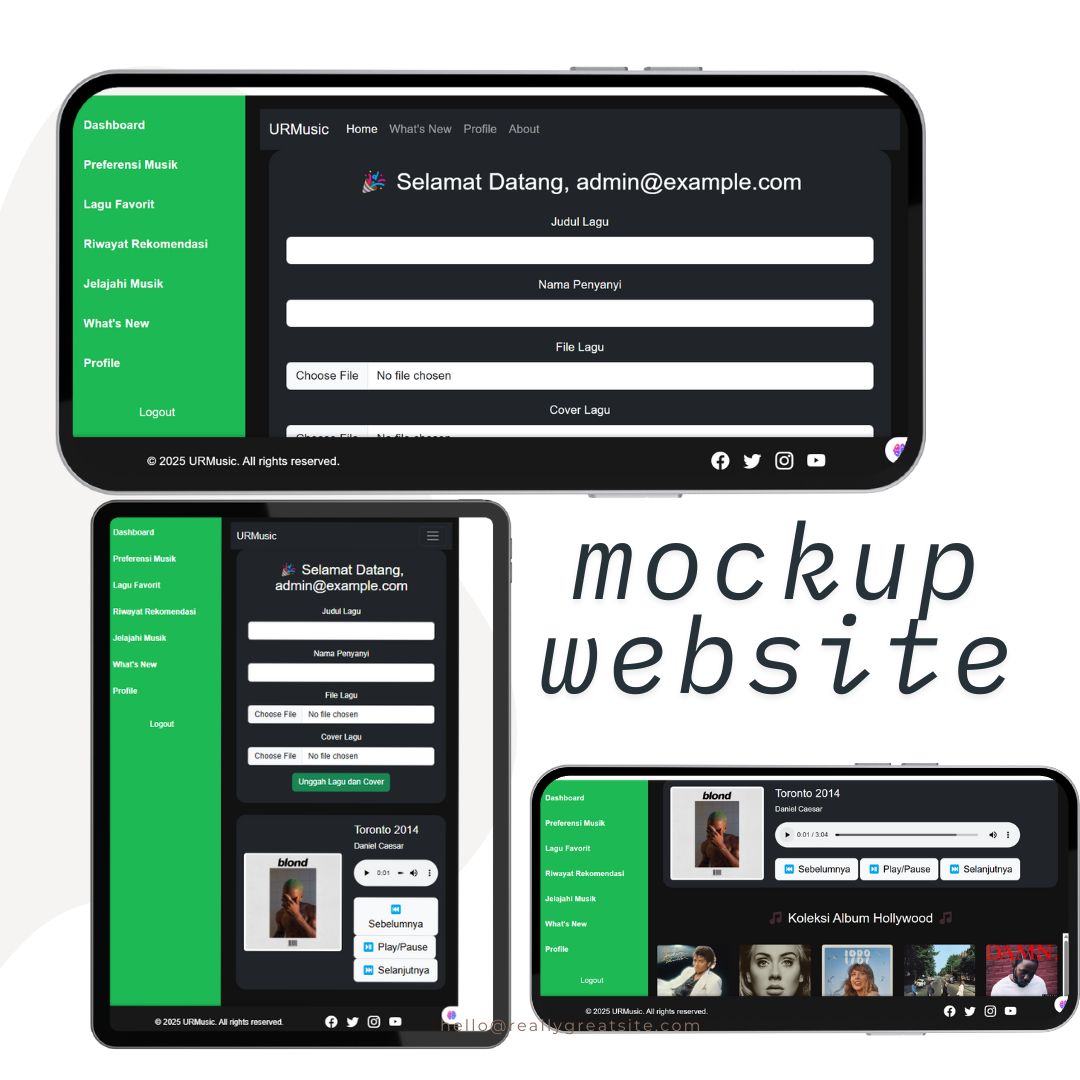 Dashboard
Preferensi Musik
Lagu Favorit
Riwayat Rekomendasi
Jelajahi Musik
What's New
Profile
Logout
URMusic Home What's New Profile About
Selamat Datang, admin@example.com
Judul Lagu
Nama Penyanyi
File Lagu
Choose File No file chosen
Cover Lagu
Choose File No file chosen
© 2025 URMusic. All rights reserved.
Dashboard
Preferensi Musik
Lagu Favorit
Riwayat Rekomendasi
Jelajahi Musik
What's New
Profile
Logout
URMusic
Selamat Datang,
admin@example.com
Judul Lagu
Nama Penyanyi
File Lagu
Choose File No file chosen
Cover Lagu
Choose File No file chosen
Unggah Lagu dan Cover
blond
Toronto 2014
Daniel Caesar
0:01
Sebelumnya
Play/Pause
Selanjutnya
© 2025 URMusic. All rights reserved.
mockup
website
Dashboard
Preferensi Musik
Lagu Favorit
Riwayat Rekomendasi
Jelajahi Musik
What's New
Profile
Logout
blond
Toronto 2014
Daniel Caesar
0:01 / 3:04
Sebelumnya Play/Pause Selanjutnya
Koleksi Album Hollywood
DAMN.
© 2025 URMusic. All rights reserved.
hello@reallygreatsite.com